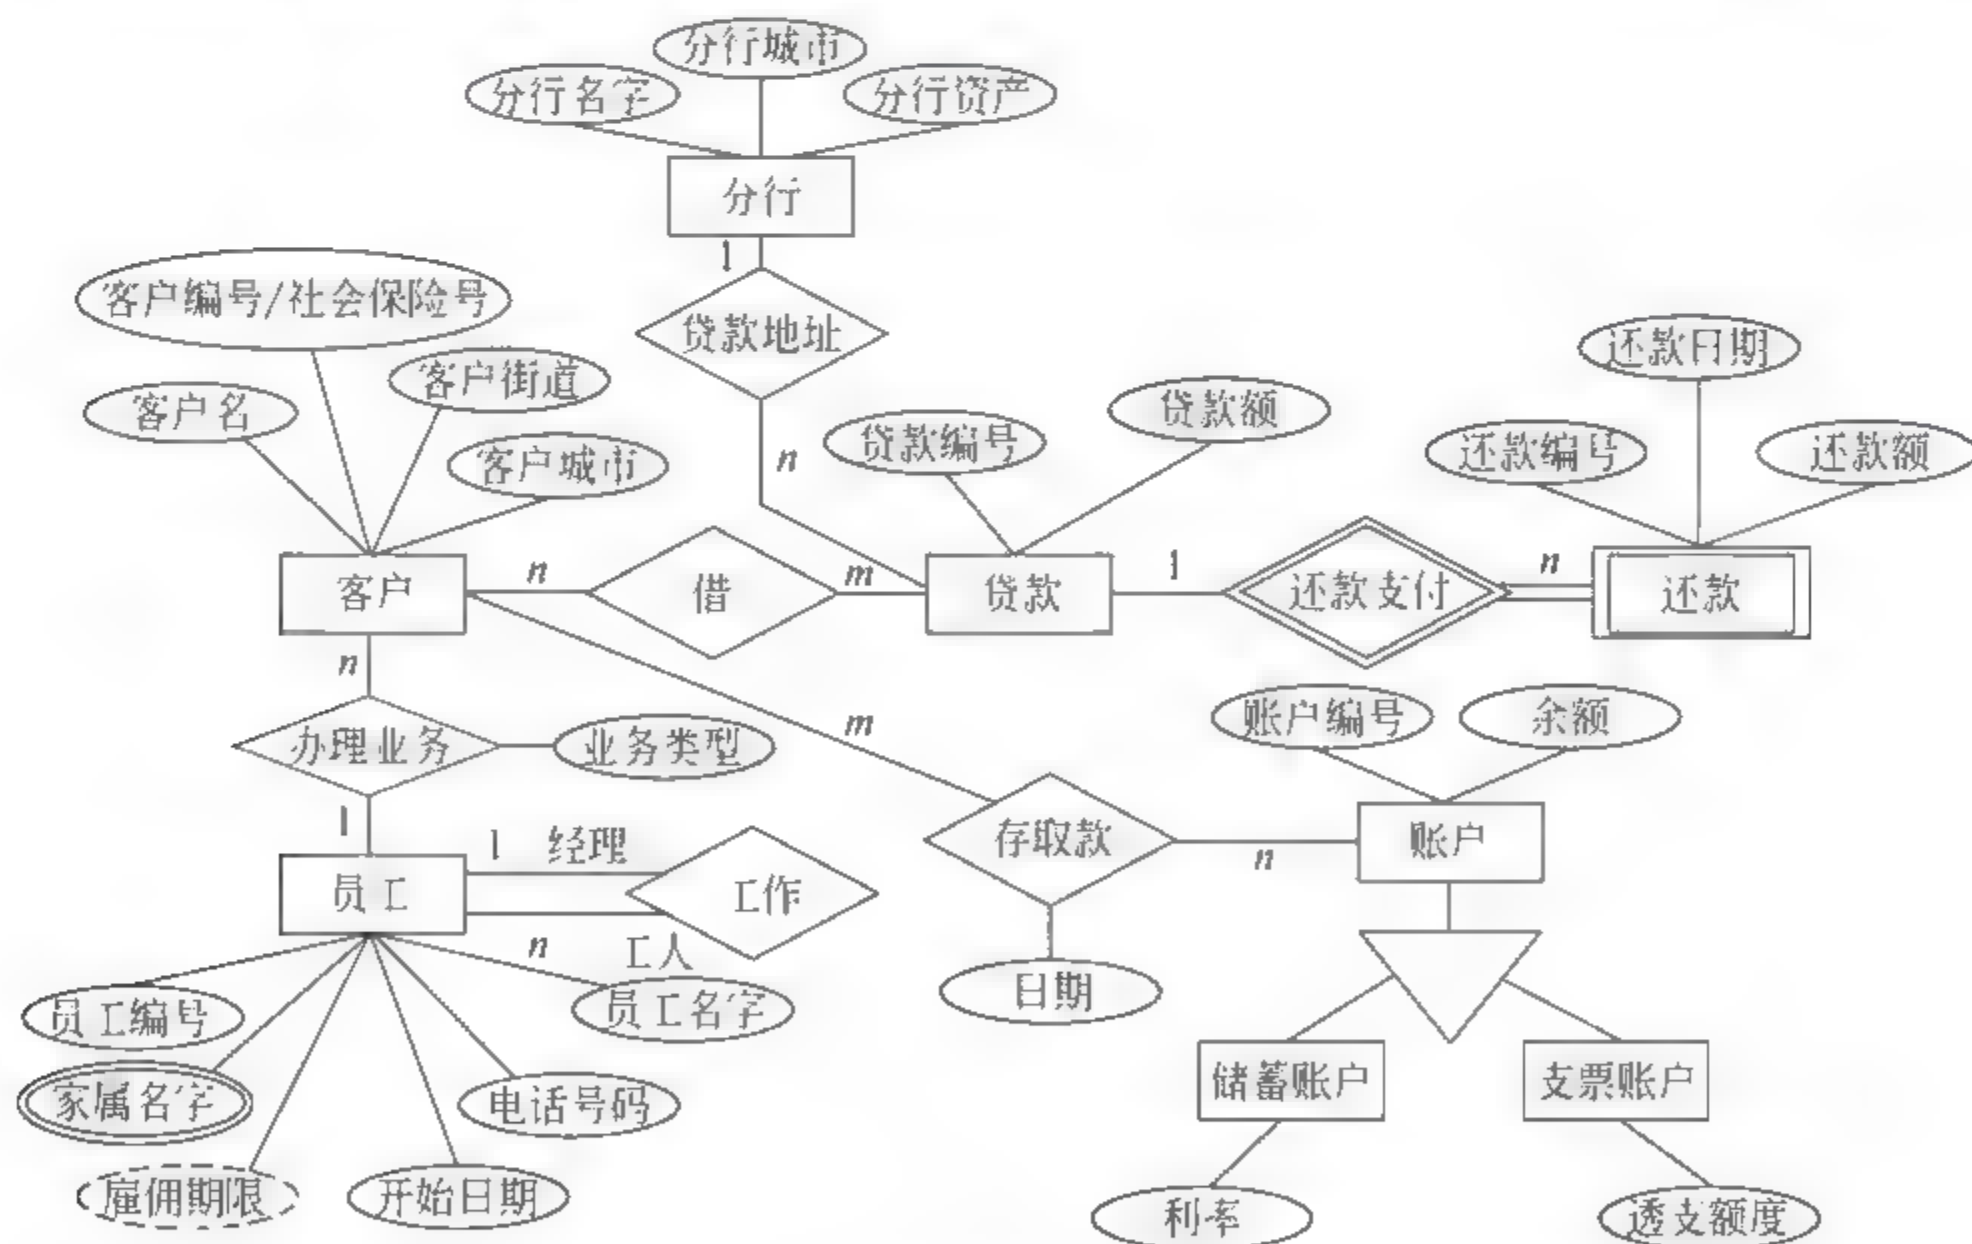 分行城市
分行名字
分行资产
分行
1
客户编号/社会保险号
贷款地址
还款日期
客户街道
客户名
贷款额
贷款编号
还款编号
还款额
客户城市
n
客户
n
借
m
贷款
1
还款支付
n
还款
n
m
账户编号
余额
办理业务
业务类型
1
1
经理
存取款
n
账户
员工
工作
n
工人
员工编号
员工名字
日期
家属名字
电话号码
储蓄账户
支票账户
雇佣期限
开始日期
利率
透支额度